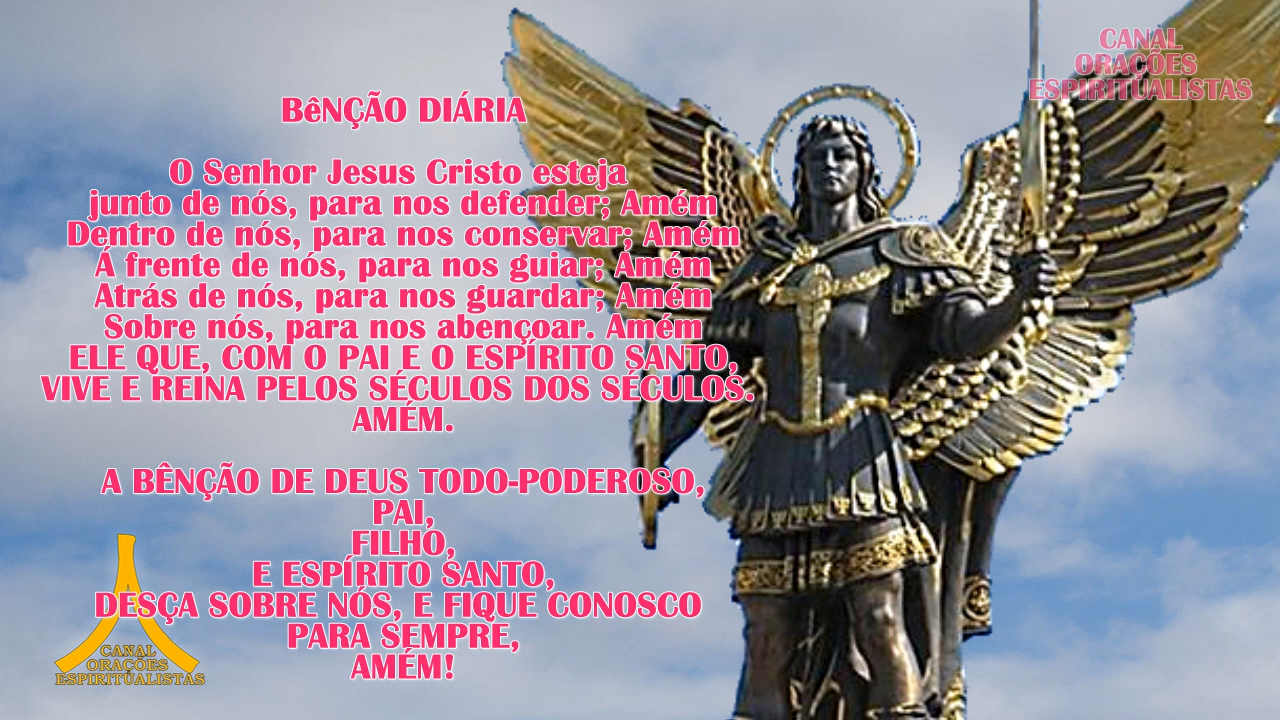 CANAL
ORAÇÕES
ESPIRITUALISTAS
BêNÇÃO DIÁRIA
O Senhor Jesus Cristo esteja
junto de nós, para nos defender; Amém
Dentro de nós, para nos conservar; Amém
Á frente de nós, para nos guiar; Amém
Atrás de nós, para nos guardar; Amém
Sobre nós, para nos abençoar. Amém
ELE QUE, COM O PAI E O ESPÍRITO SANTO,
VIVE E REINA PELOS SÉCULOS DOS SÉCULOS.
AMÉM.
A BÊNÇÃO DE DEUS TODO-PODEROSO,
PAI,
FILHO,
E ESPÍRITO SANTO,
DESÇA SOBRE NÓS, E FIQUE CONOSCO
PARA SEMPRE,
AMÉM!
CANAL
ORAÇÕES
ESPIRITUALISTAS